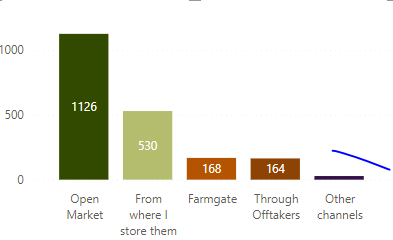 1000
500
0
1126
530
168
164
Open
Market
From
where I
store them
Farmgate
Through
Offtakers
Other
channels